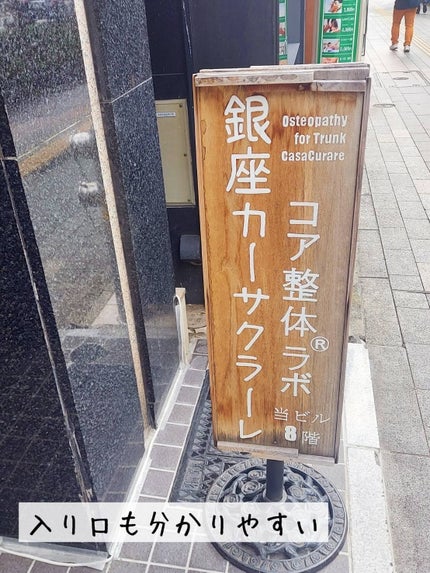 Osteopathy
for Trunk
CasaCurare
コア整体ラボ®
銀座カーサクラーレ
当ビル
8階
入り口も分かりやすい